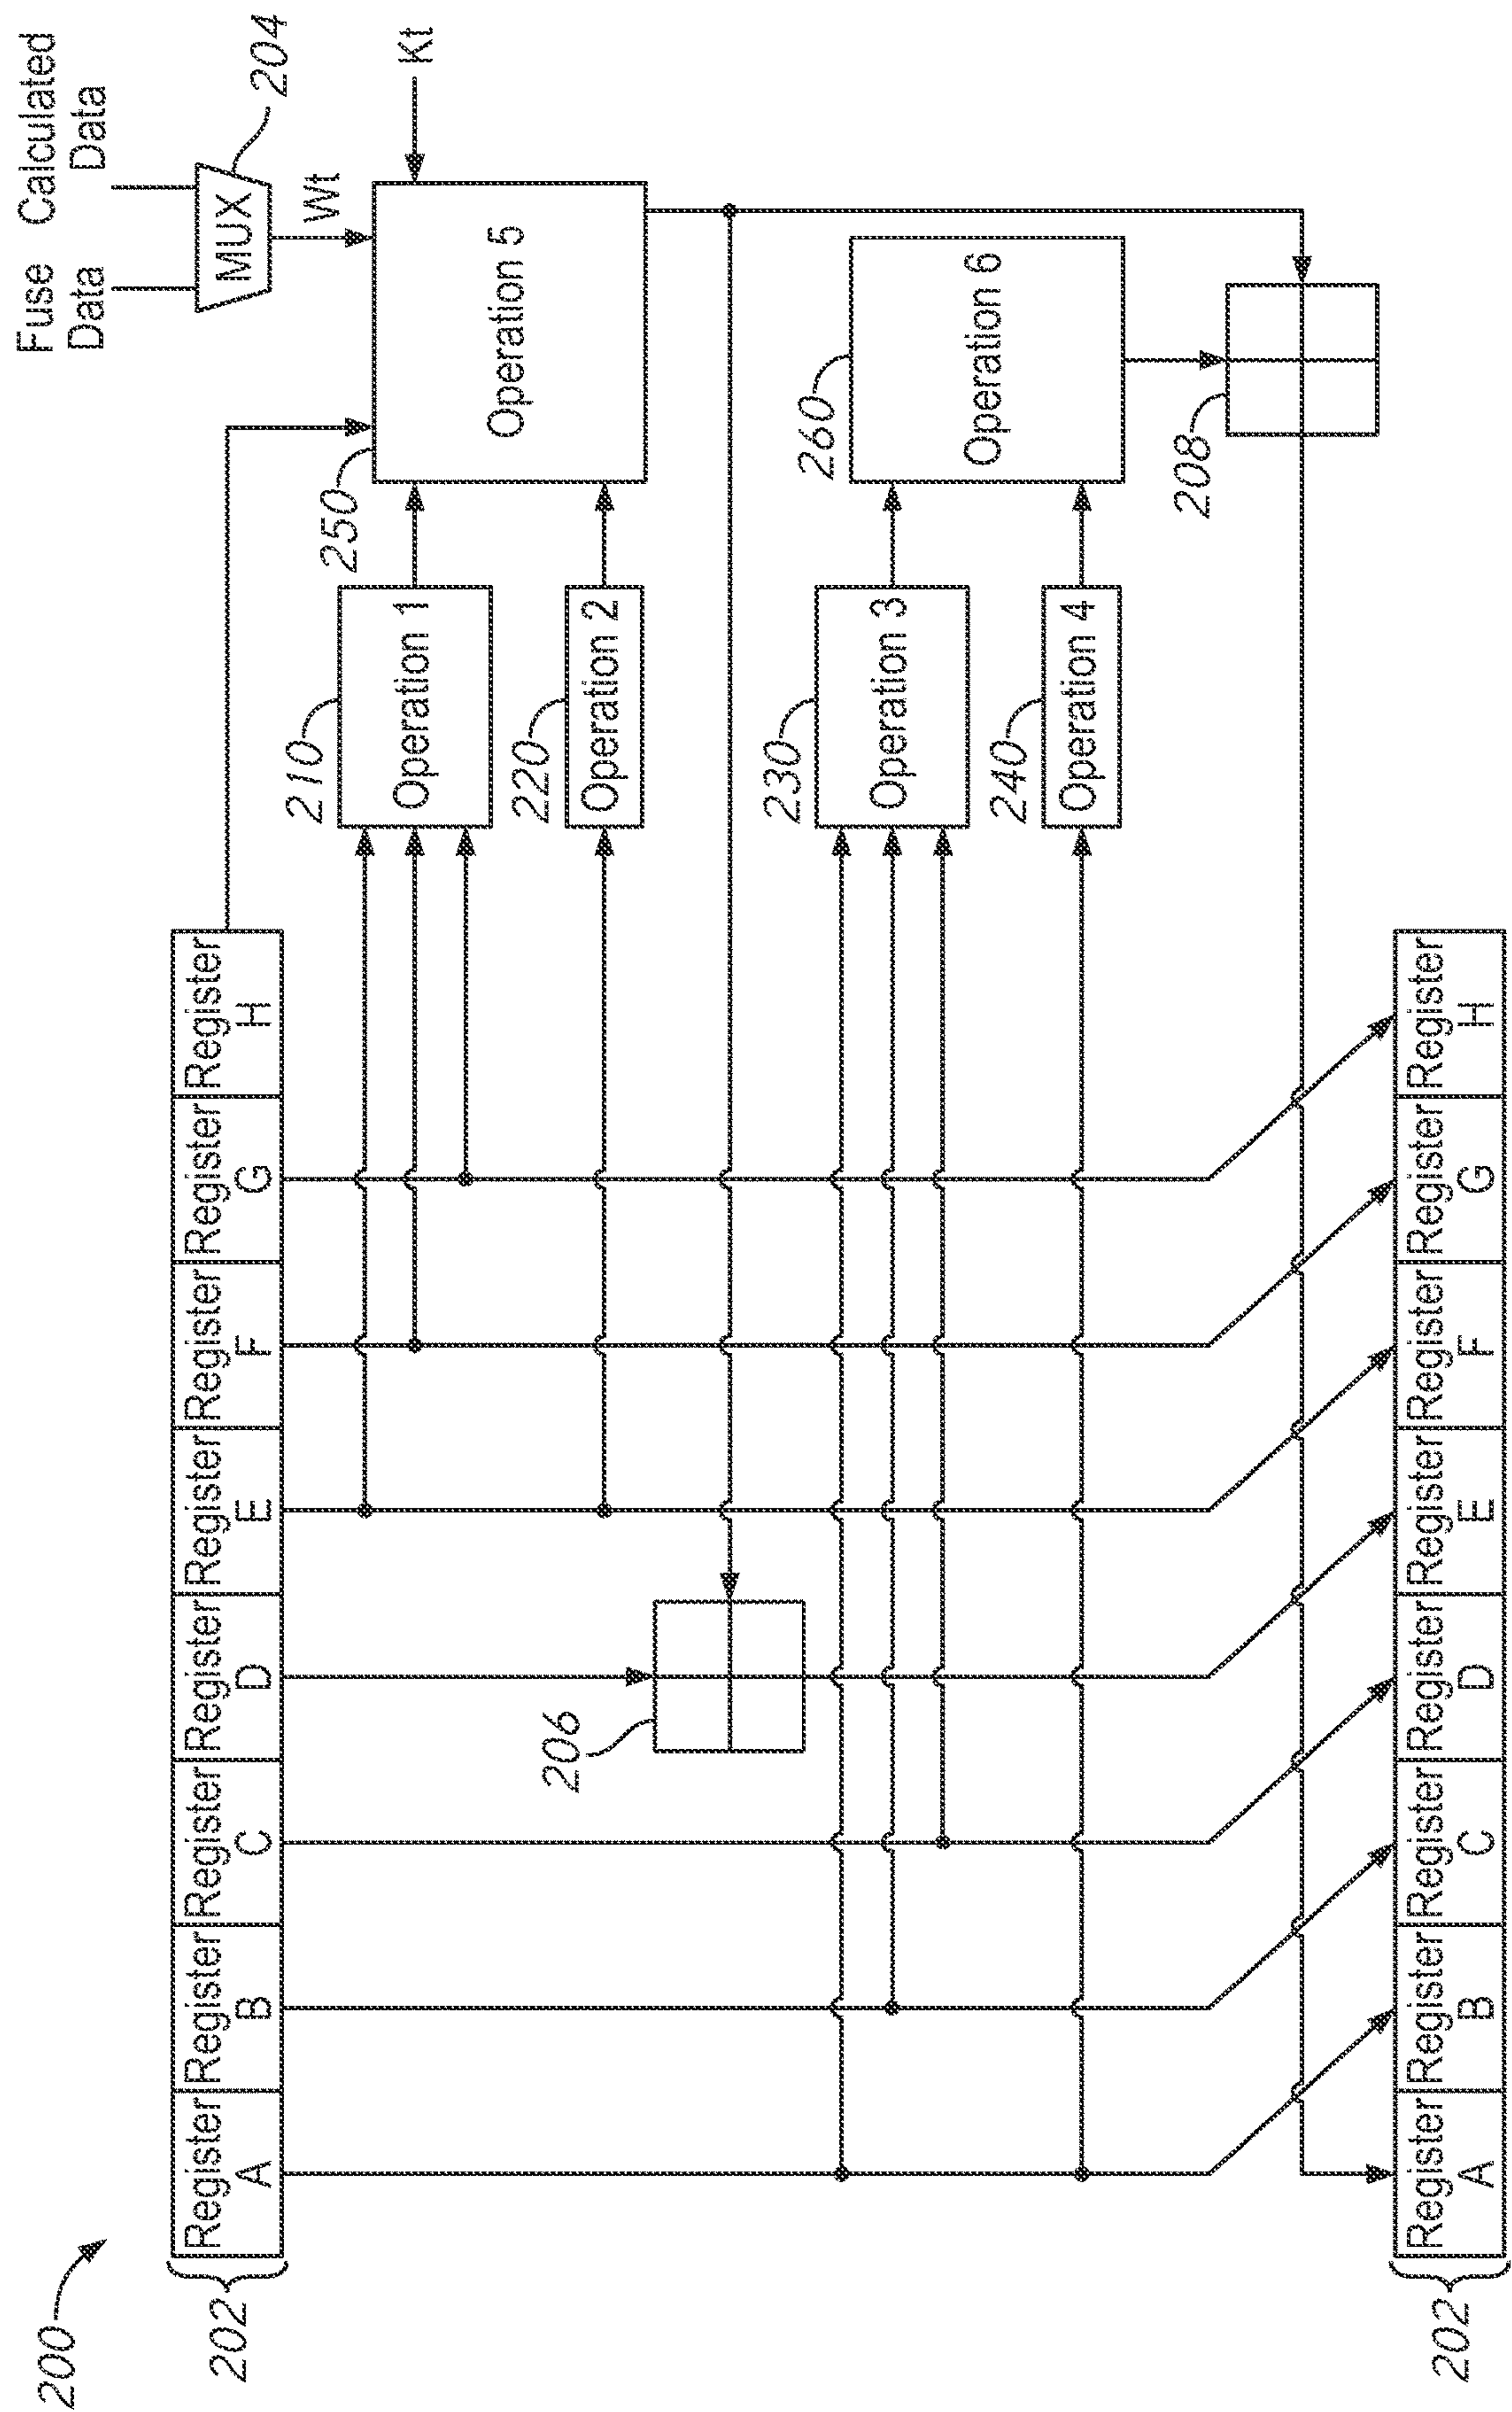 200
202
Register A
Register B
Register C
Register D
Register E
Register F
Register G
Register H
Fuse Data
Calculated Data
MUX
204
Wt
Kt
250
Operation 5
210
Operation 1
220
Operation 2
206
230
Operation 3
240
Operation 4
260
Operation 6
208
202
Register A
Register B
Register C
Register D
Register E
Register F
Register G
Register H